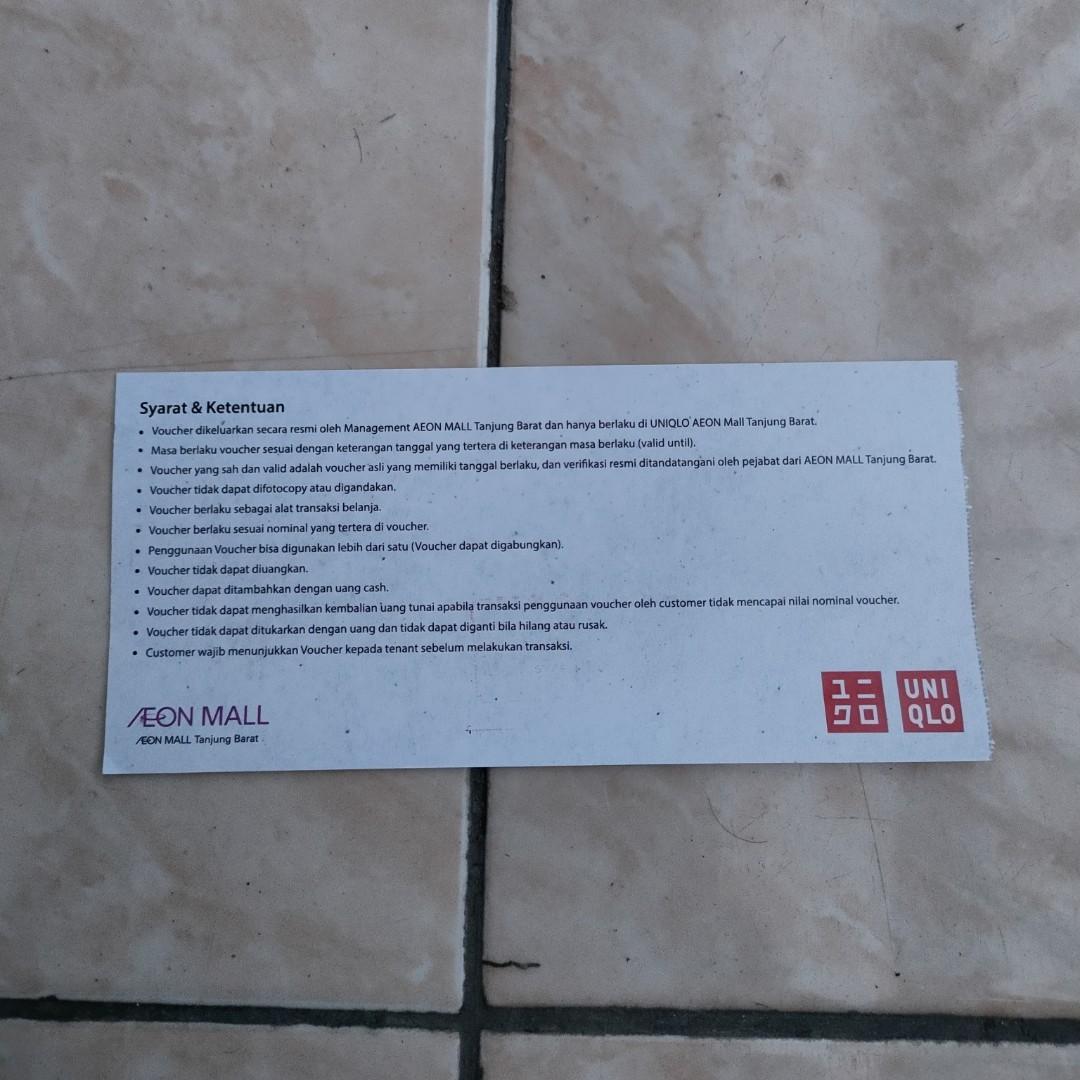 Syarat & Ketentuan
• Voucher dikeluarkan secara resmi oleh Management AEON MALL Tanjung Barat dan hanya berlaku di UNIQLO AEON Mall Tanjung Barat.
• Masa berlaku voucher sesuai dengan keterangan tanggal yang tertera di keterangan masa berlaku (valid until).
• Voucher yang sah dan valid adalah voucher asli yang memiliki tanggal berlaku, dan verifikasi resmi ditandatangani oleh pejabat dari AEON MALL Tanjung Barat.
• Voucher tidak dapat difotocopy atau digandakan.
• Voucher berlaku sebagai alat transaksi belanja.
• Voucher berlaku sesuai nominal yang tertera di voucher.
• Penggunaan Voucher bisa digunakan lebih dari satu (Voucher dapat digabungkan).
• Voucher tidak dapat diuangkan.
• Voucher dapat ditambahkan dengan uang cash.
• Voucher tidak dapat menghasilkan kembalian uang tunai apabila transaksi penggunaan voucher oleh customer tidak mencapai nilai nominal voucher.
• Voucher tidak dapat ditukarkan dengan uang dan tidak dapat diganti bila hilang atau rusak.
• Customer wajib menunjukkan Voucher kepada tenant sebelum melakukan transaksi.
ÆON MALL
ÆON MALL Tanjung Barat
ユニ
クロ
UNI
QLO